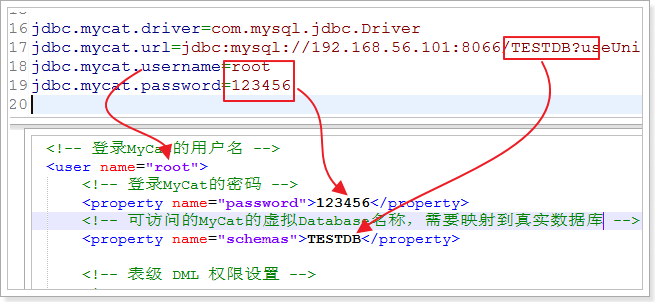 16 jdbc.mycat.driver=com.mysql.jdbc.Driver
17 jdbc.mycat.url=jdbc:mysql://192.168.56.101:8066/TESTDB?useUni
18 jdbc.mycat.username=root
19 jdbc.mycat.password=123456
20
<!-- 登录MyCat的用户名 -->
<user name="root">
<!-- 登录MyCat的密码 -->
<property name="password">123456</property>
<!-- 可访问的MyCat的虚拟Database名称，需要映射到真实数据库 -->
<property name="schemas">TESTDB</property>
<!-- 表级 DML 权限设置 -->